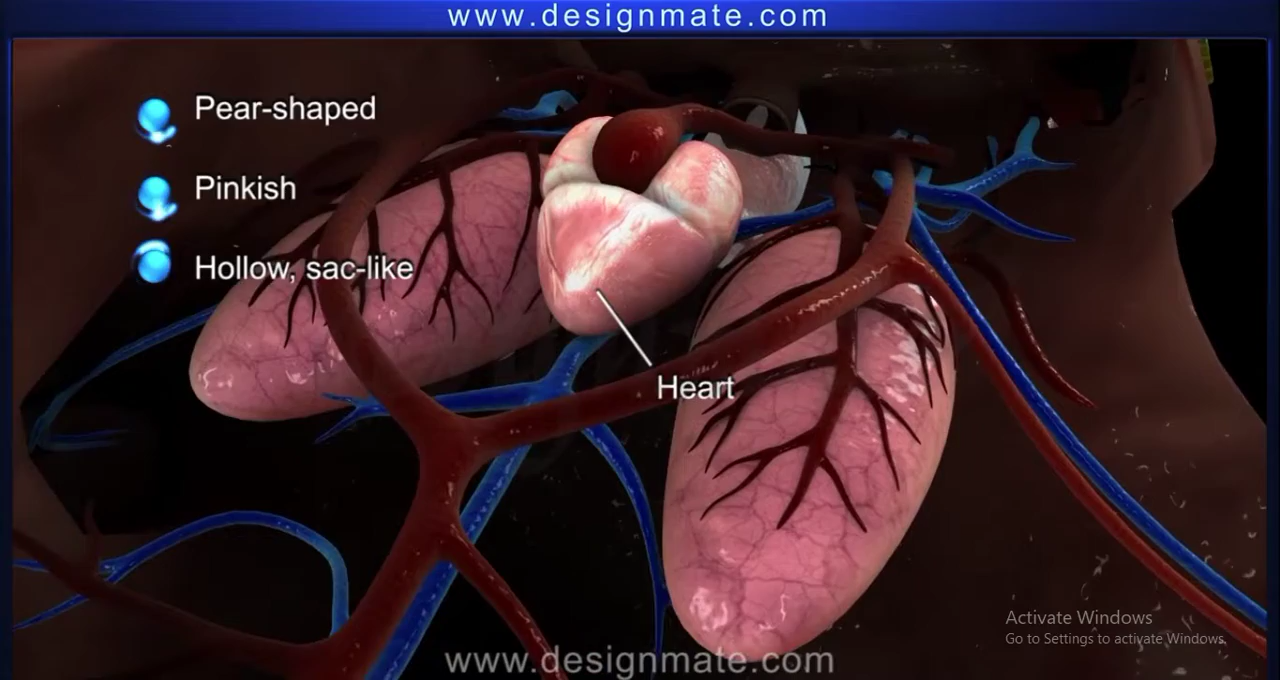 www.designmate.com
Pear-shaped
Pinkish
Hollow, sac-like
Heart
Activate Windows
Go to Settings to activate Windows.
www.designmate.com